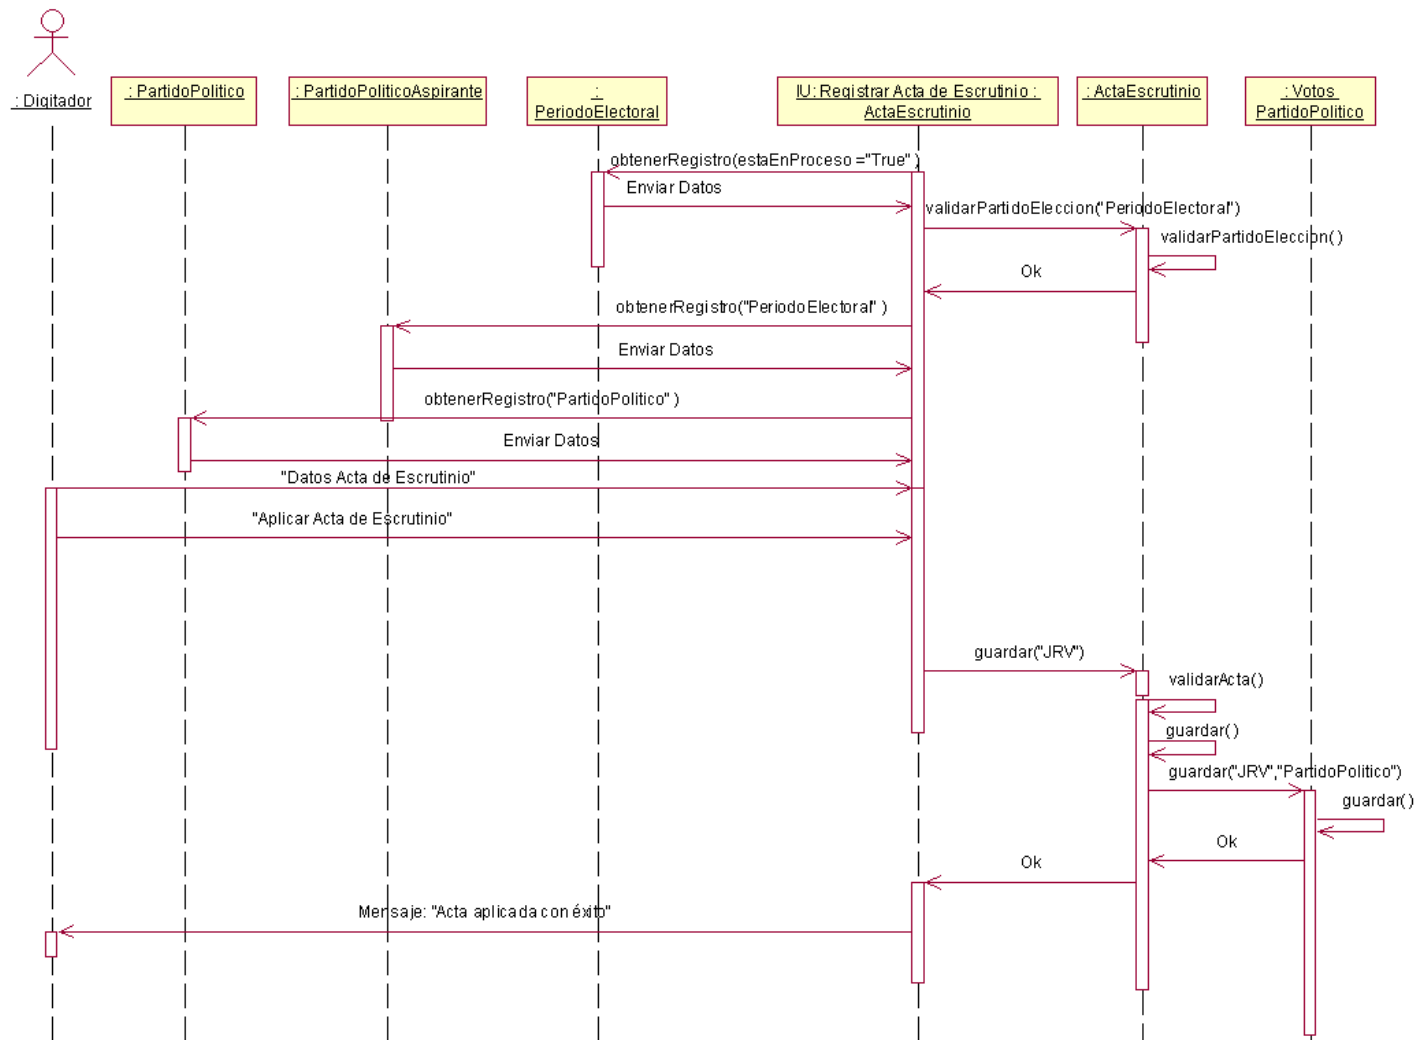 : Digitador
: PartidoPolitico
: PartidoPoliticoAspirante
:
PeriodoElectoral
IU: Registrar Acta de Escrutinio :
ActaEscrutinio
: ActaEscrutinio
: Votos
PartidoPolitico
obtenerRegistro(estaEnProceso ="True" )
Enviar Datos
validarPartidoEleccion("PeriodoElectoral")
validarPartidoEleccion( )
Ok
obtenerRegistro("PeriodoElectoral" )
Enviar Datos
obtenerRegistro("PartidoPolitico" )
Enviar Datos
"Datos Acta de Escrutinio"
"Aplicar Acta de Escrutinio"
guardar("JRV")
validarActa()
guardar( )
guardar("JRV","PartidoPolitico")
guardar( )
Ok
Ok
Mensaje: "Acta aplicada con éxito"